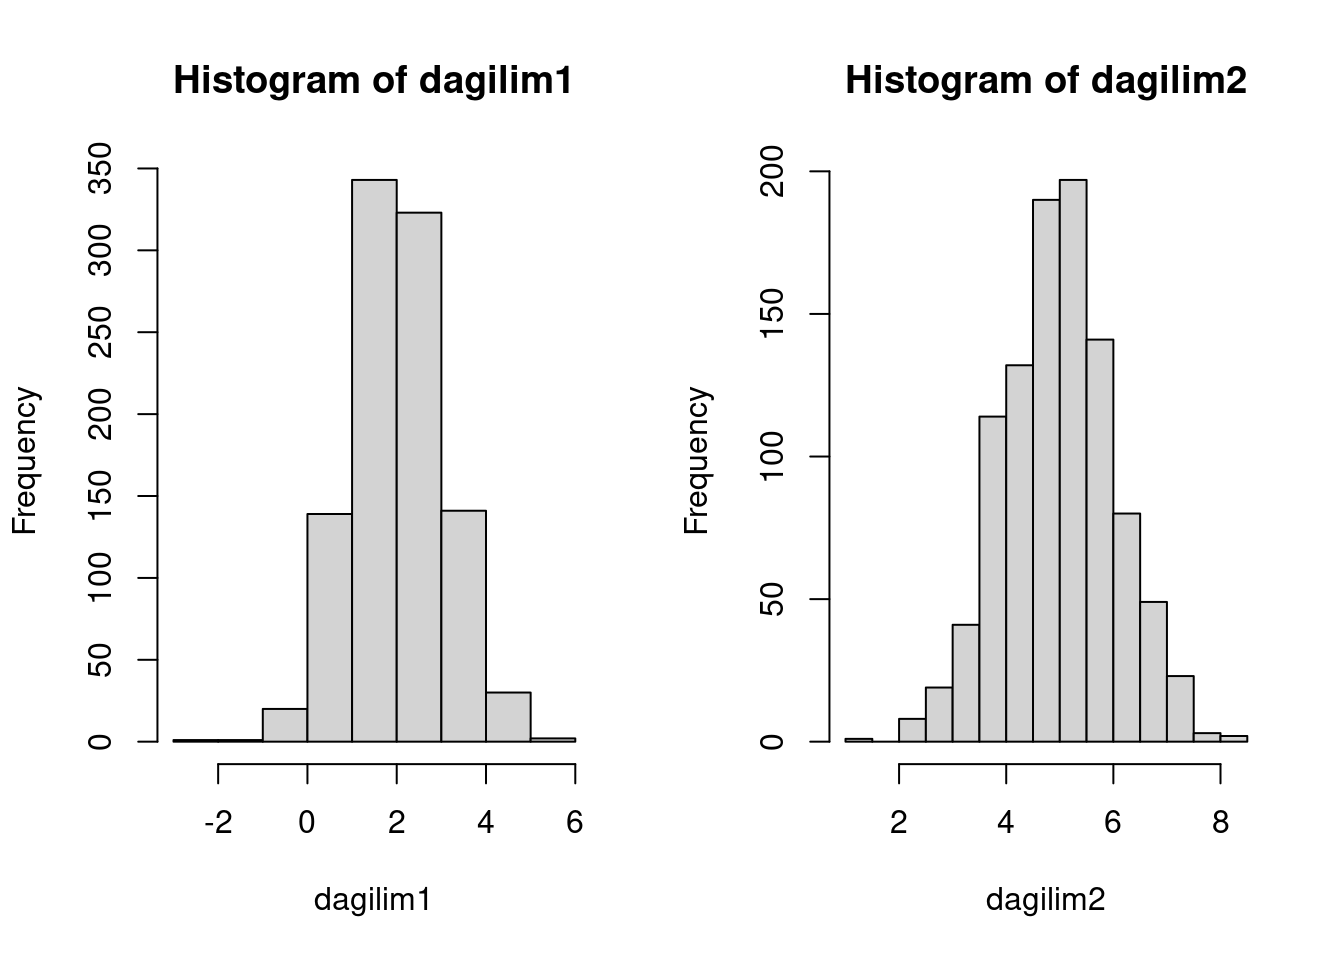 Histogram of dagilim1
Frequency
350
300
250
200
150
100
50
0
-2 0 2 4 6
dagilim1
Histogram of dagilim2
Frequency
200
150
100
50
0
2 4 6 8
dagilim2